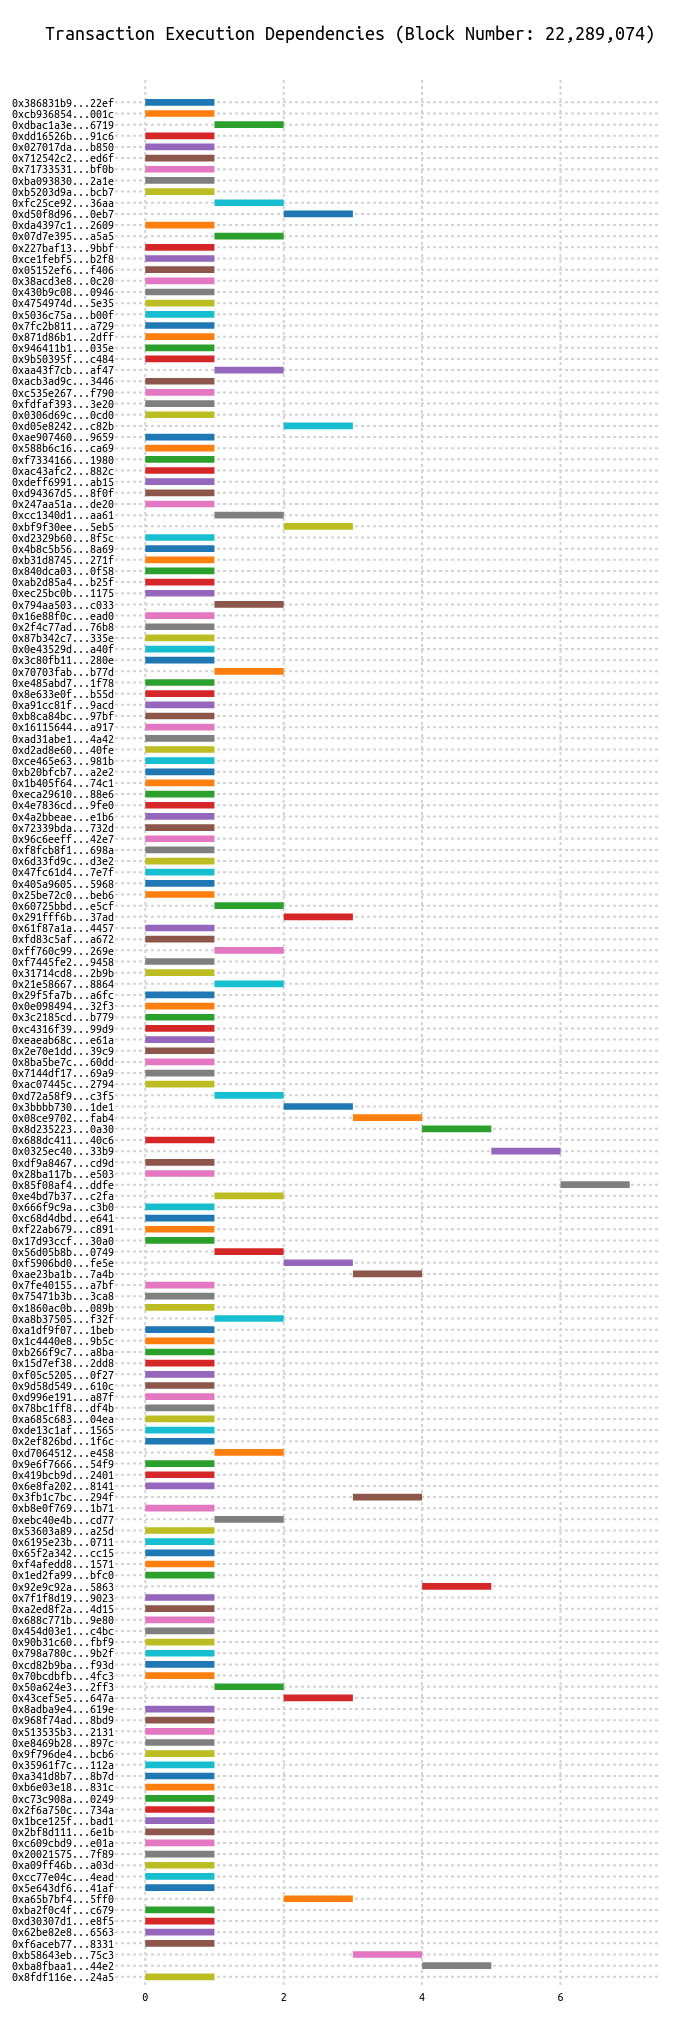 Transaction Execution Dependencies (Block Number: 22,289,074)
0x386831b9...22ef
0xcb936854...001c
0xdbac1a3e...6719
0xdd16526b...91c6
0x027017da...b850
0x712542c2...ed6f
0x71733531...bf0b
0xba093830...2a1e
0xb5203d9a...bcb7
0xfc25ce92...36aa
0xd50f8d96...0eb7
0xda4397c1...2609
0x07d7e395...a5a5
0x227baf13...9bbf
0xce1febf5...b2f8
0x05152ef6...f406
0x38acd3e8...0c20
0x430b9c08...0946
0x4754974d...5e35
0x5036c75a...b00f
0x7fc2b811...a729
0x871d86b1...2dff
0x946411b1...035e
0x9b50395f...c484
0xaa43f7cb...af47
0xacb3ad9c...3446
0xc535e267...f790
0xfdfaf393...3e20
0x0306d69c...0cd0
0xd05e8242...c82b
0xae907460...9659
0x588b6c16...ca69
0xf7334166...1980
0xac43afc2...882c
0xdeff6991...ab15
0xd94367d5...8f0f
0x247aa51a...de20
0xcc1340d1...aa61
0xbf9f30ee...5eb5
0xd2329b60...8f5c
0x4b8c5b56...8a69
0xb31d8745...271f
0x840dca03...0f58
0xab2d85a4...b25f
0xec25bc0b...1175
0x794aa503...c033
0x16e88f0c...ead0
0x2f4c77ad...76b8
0x87b342c7...335e
0x0e43529d...a40f
0x3c80fb11...280e
0x70703fab...b77d
0xe485abd7...1f78
0x8e633e0f...b55d
0xa91cc81f...9acd
0xb8ca84bc...97bf
0x16115644...a917
0xad31abe1...4a42
0xd2ad8e60...40fe
0xce465e63...981b
0xb20bfcb7...a2e2
0x1b405f64...74c1
0xeca29610...88e6
0x4e7836cd...9fe0
0x4a2bbeae...e1b6
0x72339bda...732d
0x96c6eeff...42e7
0xf8fcb8f1...698a
0x6d33fd9c...d3e2
0x47fc61d4...7e7f
0x405a9605...5968
0x25be72c0...beb6
0x60725bbd...e5cf
0x291fff6b...37ad
0x61f87a1a...4457
0xfd83c5af...a672
0xff760c99...269e
0xf7445fe2...9458
0x31714cd8...2b9b
0x21e58667...8864
0x29f5fa7b...a6fc
0x0e098494...32f3
0x3c2185cd...b779
0xc4316f39...99d9
0xeaeab68c...e61a
0x2e70e1dd...39c9
0x8ba5be7c...60dd
0x7144df17...69a9
0xac07445c...2794
0xd72a58f9...c3f5
0x3bbbb730...1de1
0x08ce9702...fab4
0x8d235223...0a30
0x688dc411...40c6
0x0325ec40...33b9
0xdf9a8467...cd9d
0x28ba117b...e503
0x85f08af4...ddfe
0xe4bd7b37...c2fa
0x666f9c9a...c3b0
0xc68d4dbd...e641
0xf22ab679...c891
0x17d93ccf...30a0
0x56d05b8b...0749
0xf5906bd0...fe5e
0xae23ba1b...7a4b
0x7fe40155...a7bf
0x75471b3b...3ca8
0x1860ac0b...089b
0xa8b37505...f32f
0xa1df9f07...1beb
0x1c4440e8...9b5c
0xb266f9c7...a8ba
0x15d7ef38...2dd8
0xf05c5205...0f27
0x9d58d549...610c
0xd996e191...a87f
0x78bc1ff8...df4b
0xa685c683...04ea
0xde13c1af...1565
0x2ef826bd...1f6c
0xd7064512...e458
0x9e6f7666...54f9
0x419bcb9d...2401
0x6e8fa202...8141
0x3fb1c7bc...294f
0xb8e0f769...1b71
0xebc40e4b...cd77
0x53603a89...a25d
0x6195e23b...0711
0x65f2a342...cc15
0xf4afedd8...1571
0x1ed2fa99...bfc0
0x92e9c92a...5863
0x7f1f8d19...9023
0xa2ed8f2a...4d15
0x688c771b...9e80
0x454d03e1...c4bc
0x90b31c60...fbf9
0x798a780c...9b2f
0xcd82b9ba...f93d
0x70bcdbfb...4fc3
0x50a624e3...2ff3
0x43cef5e5...647a
0x8adba9e4...619e
0x968f74ad...8bd9
0x513535b3...2131
0xe8469b28...897c
0x9f796de4...bcb6
0x35961f7c...112a
0xa341d8b7...8b7d
0xb6e03e18...831c
0xc73c908a...0249
0x2f6a750c...734a
0x1bce125f...bad1
0x2bf8d111...6e1b
0xc609cbd9...e01a
0x20021575...7f89
0xa09ff46b...a03d
0xcc77e04c...4ead
0x5e643df6...41af
0xa65b7bf4...5ff0
0xba2f0c4f...c679
0xd30307d1...e8f5
0x62be82e8...6563
0xf6aceb77...8331
0xb58643eb...75c3
0xba8fbaa1...44e2
0x8fdf116e...24a5
0 2 4 6